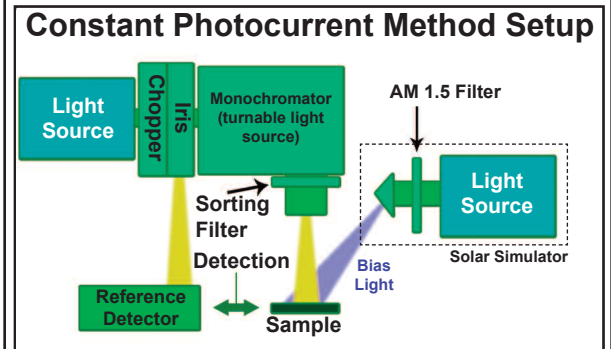 Constant Photocurrent Method Setup
Light
Source
Chopper
Iris
Monochromator
(turnable light
source)
AM 1.5 Filter
Light
Source
Solar Simulator
Sorting
Filter
Detection
Bias
Light
Reference
Detector
Sample